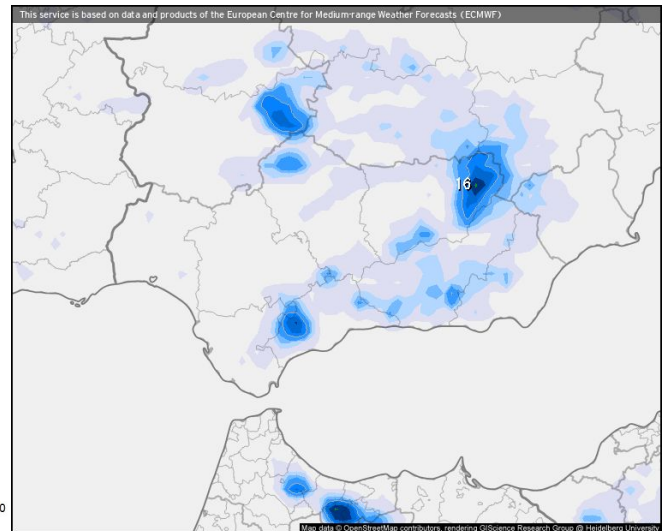 This service is based on data and products of the European Centre for Medium-range Weather Forecasts (ECMWF)
16
0
Map data © OpenStreetMap contributors, rendering GIScience Research Group @ Heidelberg University